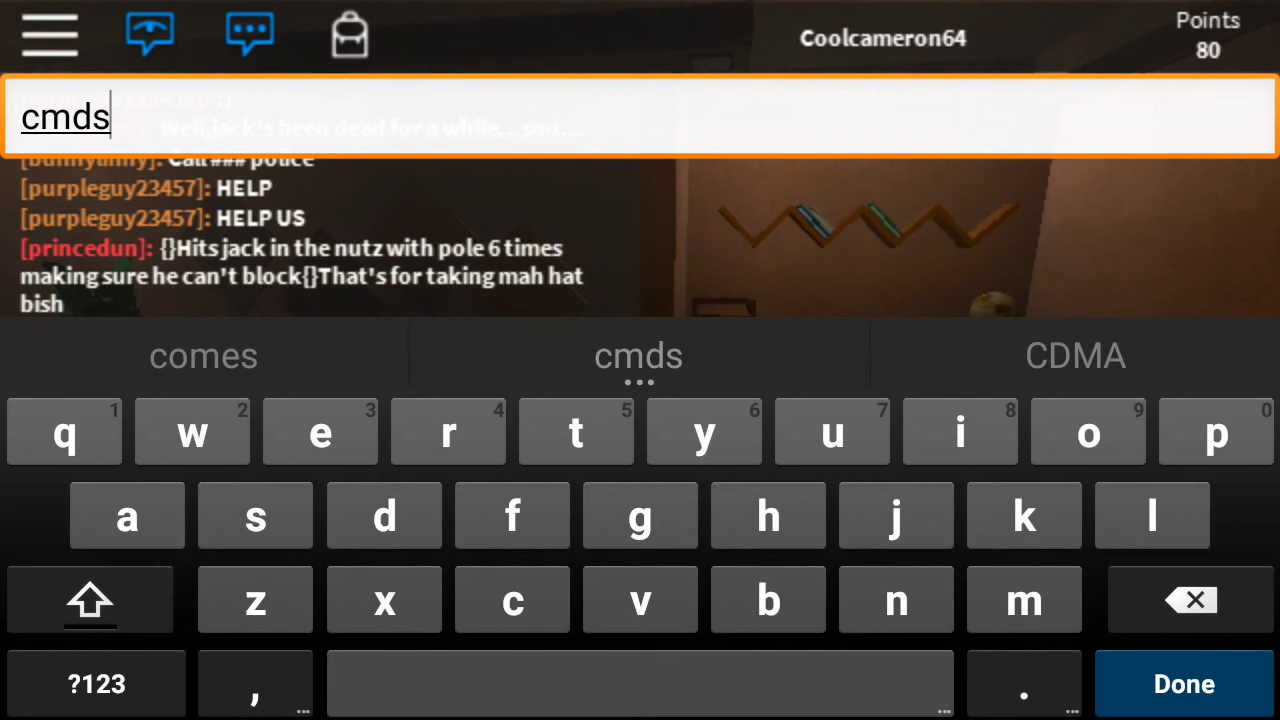 Coolcameron64
Points
80
cmds
Well,jack's been dead for a while...soo...
[bunnylinny]: Call ### police
[purpleguy23457]: HELP
[purpleguy23457]: HELP US
[princedun]: {}Hits jack in the nutz with pole 6 times
making sure he can't block{}That's for taking mah hat
bish
comes cmds CDMA
q 1 w 2 e 3 r 4 t 5 y 6 u 7 i 8 o 9 p 0
a s d f g h j k l
z x c v b n m
?123 , . Done